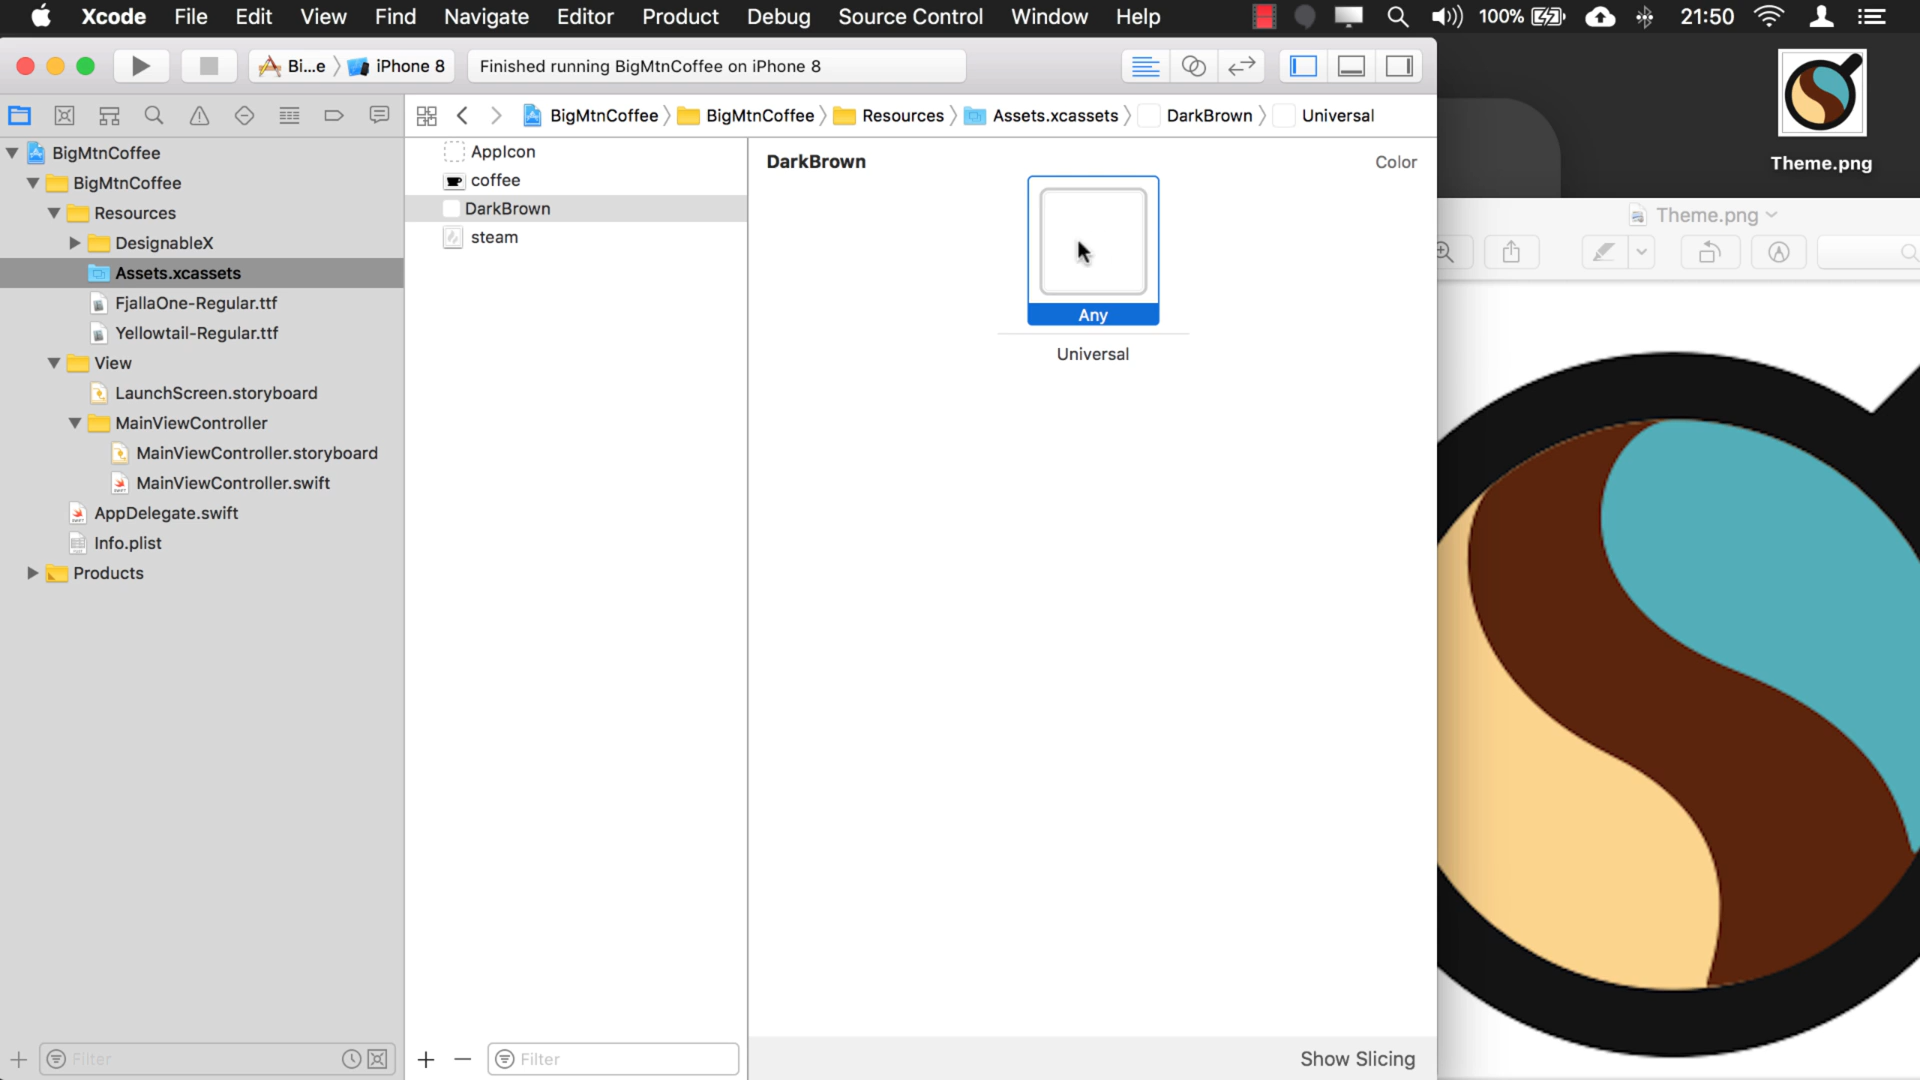 Xcode File Edit View Find Navigate Editor Product Debug Source Control Window Help 100% 21:50
Bi...e iPhone 8 Finished running BigMtnCoffee on iPhone 8
BigMtnCoffee BigMtnCoffee Resources Assets.xcassets DarkBrown Universal
BigMtnCoffee
BigMtnCoffee
Resources
DesignableX
Assets.xcassets
FjallaOne-Regular.ttf
Yellowtail-Regular.ttf
View
LaunchScreen.storyboard
MainViewController
MainViewController.storyboard
MainViewController.swift
AppDelegate.swift
Info.plist
Products
Filter
AppIcon
coffee
DarkBrown
steam
Filter
DarkBrown
Color
Any
Universal
Show Slicing
Theme.png
Theme.png